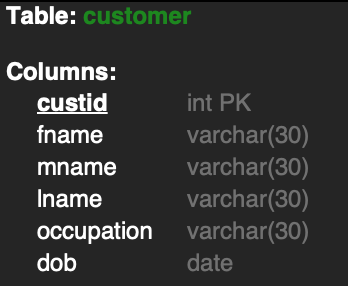 Table: customer
Columns:
custid int PK
fname varchar(30)
mname varchar(30)
lname varchar(30)
occupation varchar(30)
dob date